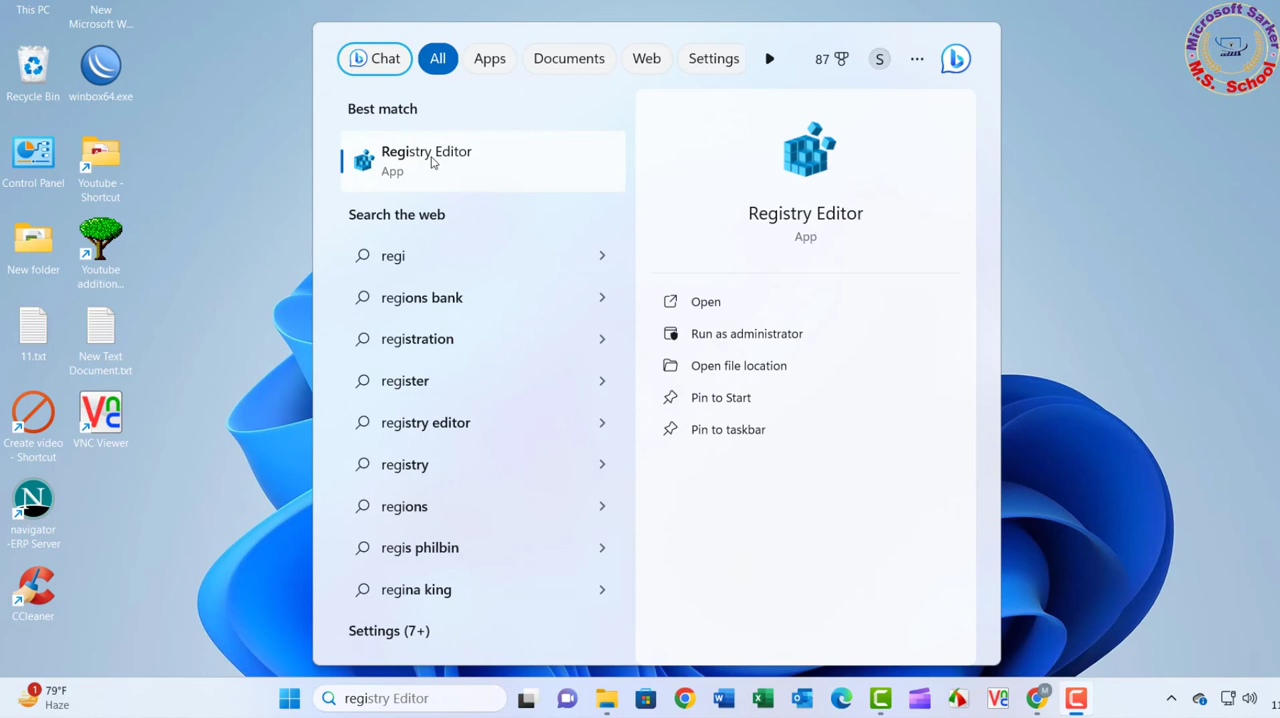 This PC
New
Microsoft W...
Recycle Bin
winbox64.exe
Control Panel
Youtube -
Shortcut
New folder
Youtube
addition...
11.txt
New Text
Document.txt
Create video
- Shortcut
VNC Viewer
navigator
-ERP Server
CCleaner
Chat
All
Apps
Documents
Web
Settings
87
S
Best match
Registry Editor
App
Search the web
regi
regions bank
registration
register
registry editor
registry
regions
regis philbin
regina king
Settings (7+)
Registry Editor
App
Open
Run as administrator
Open file location
Pin to Start
Pin to taskbar
Microsoft Sarker
M.S. School
1
79°F
Haze
registry Editor
M